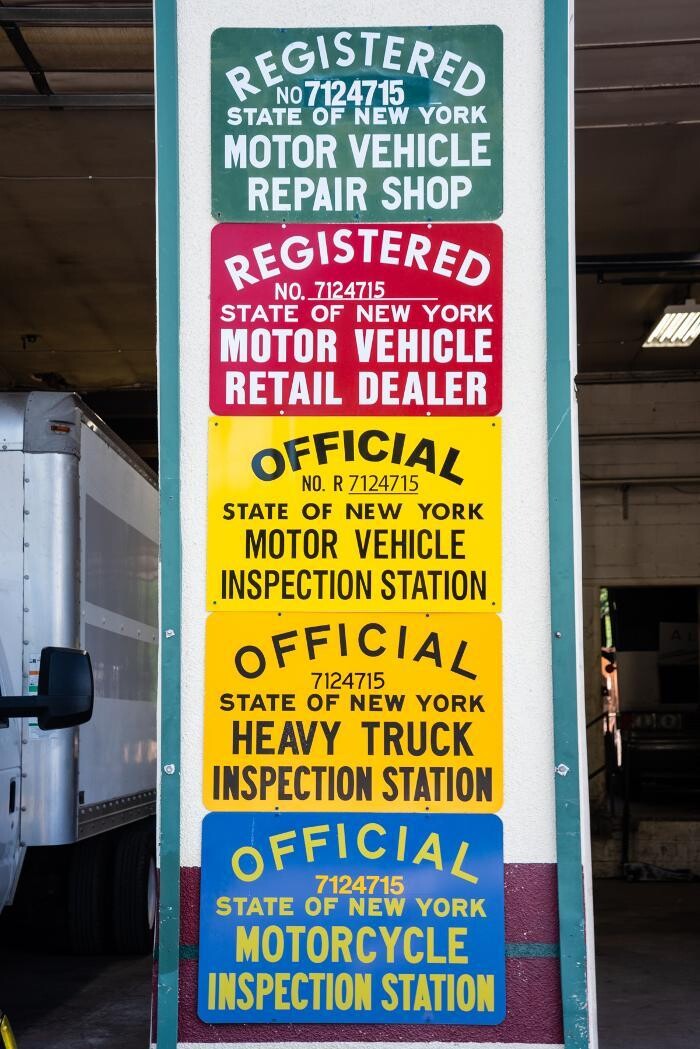 REGISTERED
NO 7124715
STATE OF NEW YORK
MOTOR VEHICLE
REPAIR SHOP
REGISTERED
NO. 7124715
STATE OF NEW YORK
MOTOR VEHICLE
RETAIL DEALER
OFFICIAL
NO. R 7124715
STATE OF NEW YORK
MOTOR VEHICLE
INSPECTION STATION
OFFICIAL
7124715
STATE OF NEW YORK
HEAVY TRUCK
INSPECTION STATION
OFFICIAL
7124715
STATE OF NEW YORK
MOTORCYCLE
INSPECTION STATION